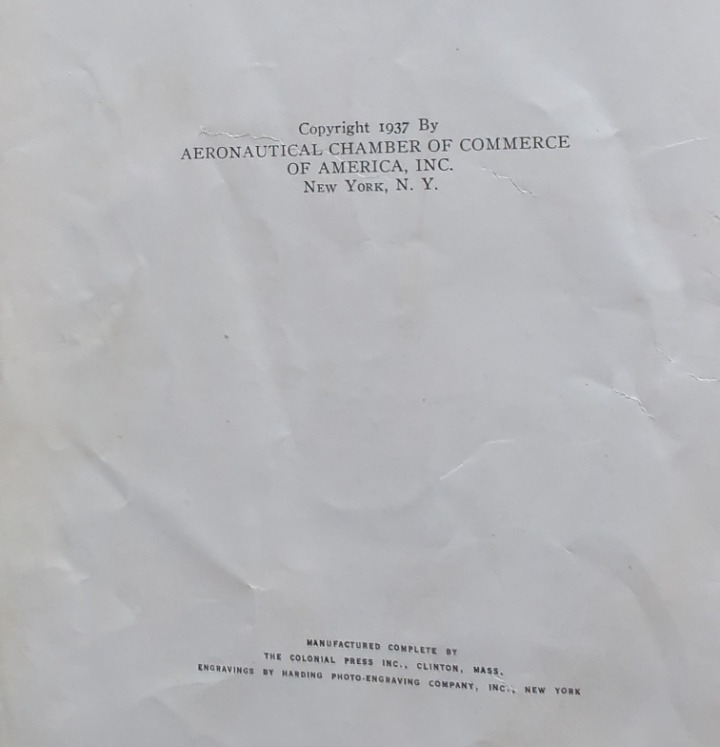 Copyright 1937 By
AERONAUTICAL CHAMBER OF COMMERCE
OF AMERICA, INC.
NEW YORK, N. Y.
MANUFACTURED COMPLETE BY
THE COLONIAL PRESS INC., CLINTON, MASS.
ENGRAVINGS BY HARDING PHOTO-ENGRAVING COMPANY, INC., NEW YORK